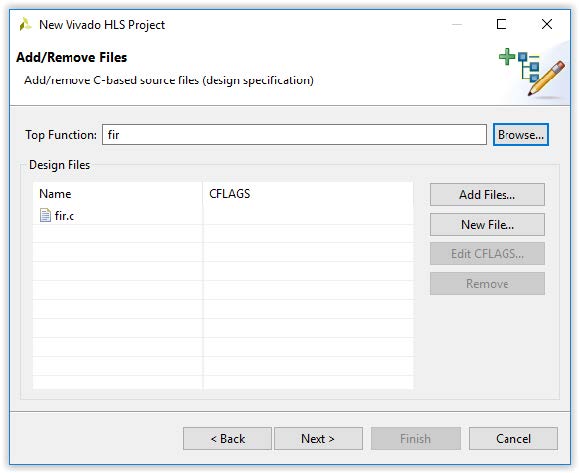 New Vivado HLS Project
Add/Remove Files
Add/remove C-based source files (design specification)
Top Function: fir Browse...
Design Files
Name CFLAGS Add Files...
fir.c New File...
Edit CFLAGS...
Remove
< Back Next > Finish Cancel